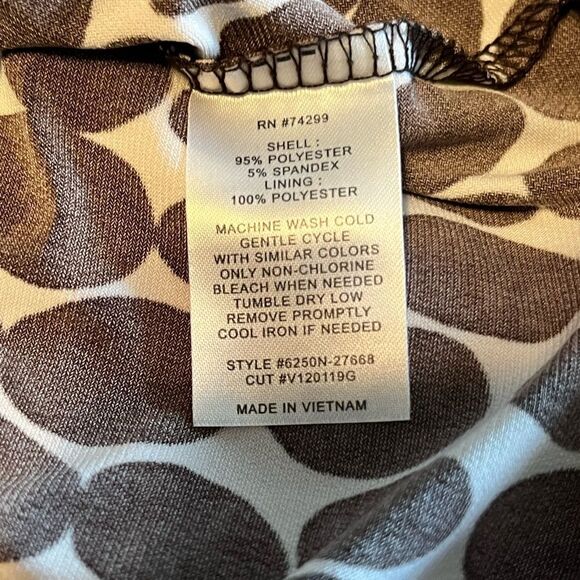 RN #74299
SHELL :
95% POLYESTER
5% SPANDEX
LINING :
100% POLYESTER
MACHINE WASH COLD
GENTLE CYCLE
WITH SIMILAR COLORS
ONLY NON-CHLORINE
BLEACH WHEN NEEDED
TUMBLE DRY LOW
REMOVE PROMPTLY
COOL IRON IF NEEDED
STYLE #6250N-27668
CUT #V120119G
MADE IN VIETNAM